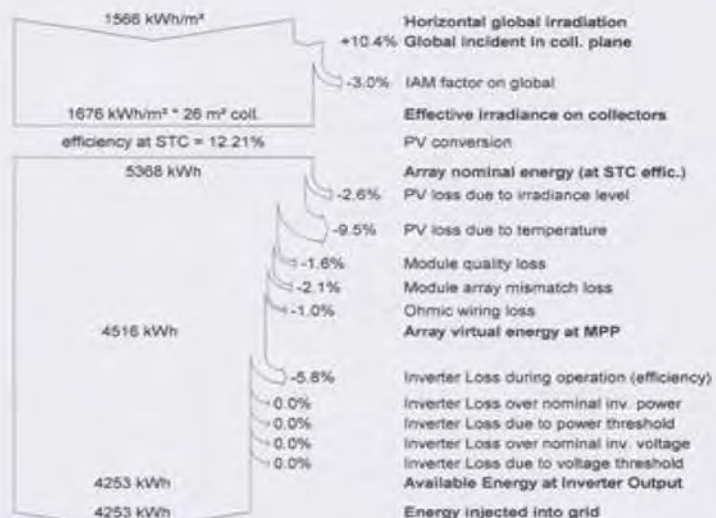 1566 kWh/m² Horizontal global irradiation
+10.4% Global incident in coll. plane
-3.0% IAM factor on global
1676 kWh/m² * 26 m² coll. Effective irradiance on collectors
efficiency at STC = 12.21% PV conversion
5368 kWh Array nominal energy (at STC effic.)
-2.6% PV loss due to irradiance level
-9.5% PV loss due to temperature
-1.6% Module quality loss
-2.1% Module array mismatch loss
-1.0% Ohmic wiring loss
4516 kWh Array virtual energy at MPP
-5.8% Inverter Loss during operation (efficiency)
0.0% Inverter Loss over nominal inv. power
0.0% Inverter Loss due to power threshold
0.0% Inverter Loss over nominal inv. voltage
0.0% Inverter Loss due to voltage threshold
4253 kWh Available Energy at Inverter Output
4253 kWh Energy injected into grid